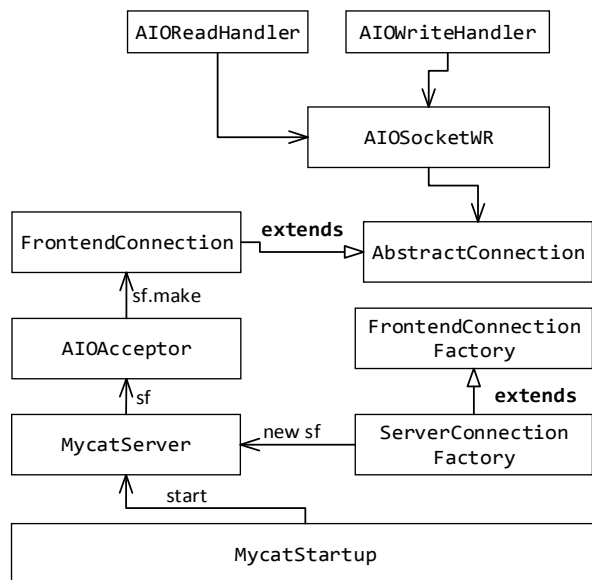 AIOReadHandler
AIOWriteHandler
AIOSocketWR
FrontendConnection
extends
AbstractConnection
sf.make
AIOAcceptor
FrontendConnection
Factory
sf
extends
MycatServer
new sf
ServerConnection
Factory
start
MycatStartup